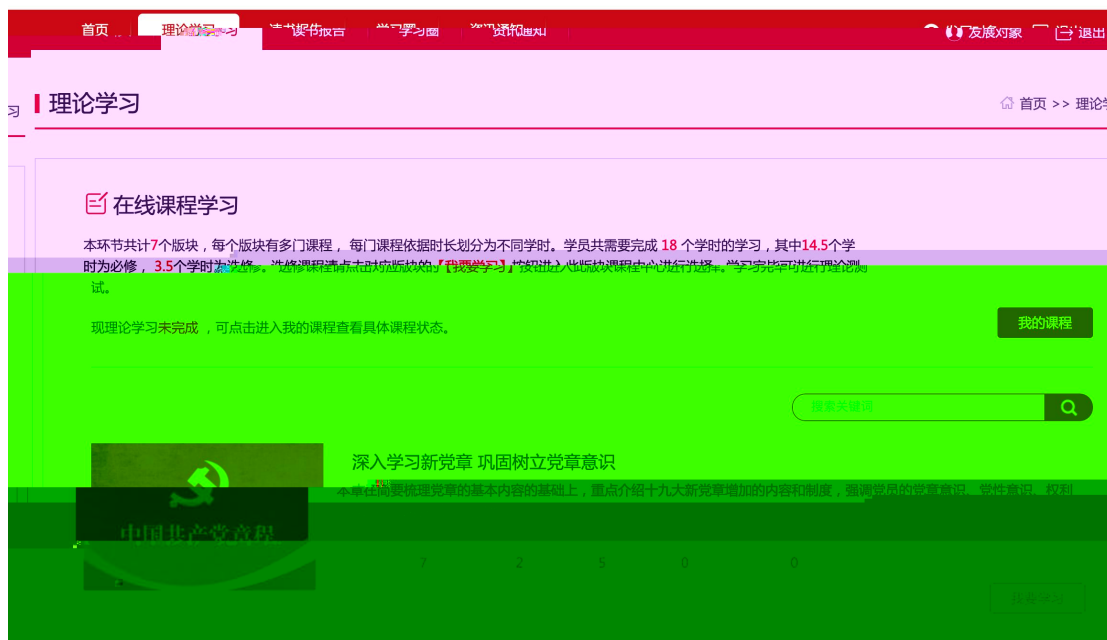 首页 理论学习 读书报告 学习圈 资讯通知 发展对象 退出
理论学习
首页 >> 理论学
在线课程学习
本环节共计7个版块，每个版块有多门课程， 每门课程依据时长划分为不同学时。学员共需要完成 18 个学时的学习，其中14.5个学
时为必修， 3.5个学时为选修。选修课程请点击对应版块的【我要学习】按钮进入此版块课程中心进行选择。学习完毕可进行理论测
试。
现理论学习未完成 ，可点击进入我的课程查看具体课程状态。
我的课程
搜索关键词
深入学习新党章 巩固树立党章意识
本章在简要梳理党章的基本内容的基础上，重点介绍十九大新党章增加的内容和制度，强调党员的党章意识、党性意识、权利
中国共产党章程
7 2 5 0 0
我要学习